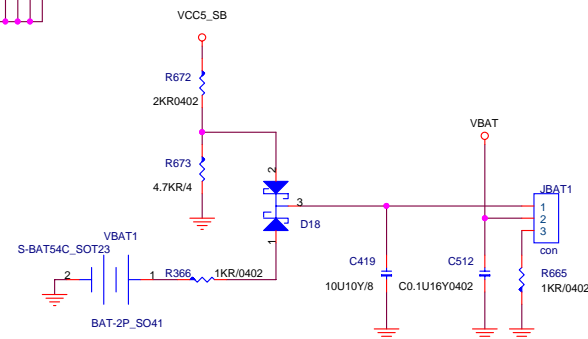 VCC5_SB
R672
2KR0402
VBAT
R673
4.7KR/4
2
JBAT1
3
1
2
3
D18
VBAT1
S-BAT54C_SOT23
1
con
C419
C512
2
1
R366
1KR/0402
R665
10U10Y/8
C0.1U16Y0402
1KR/0402
BAT-2P_SO41